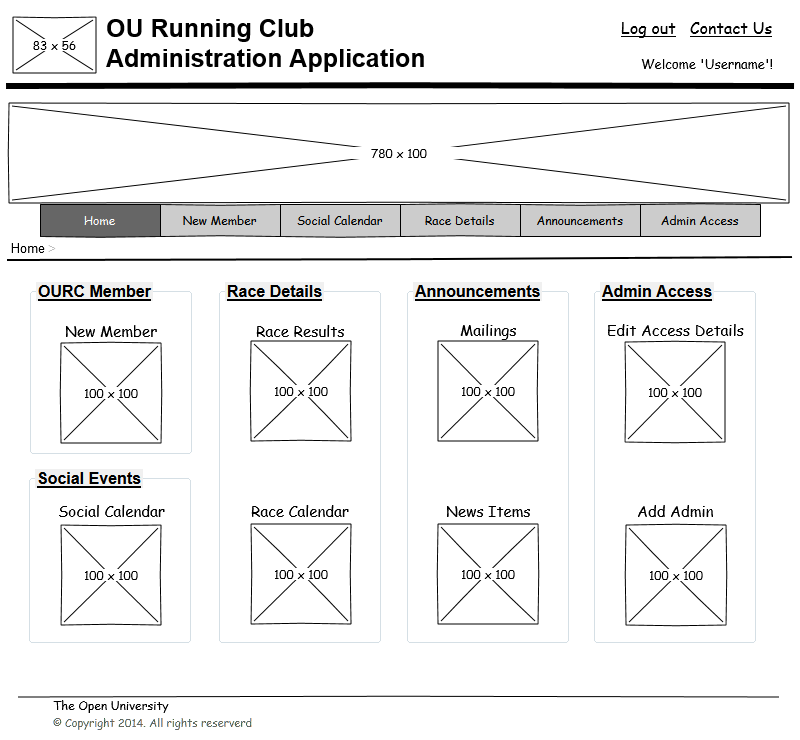 83 x 56
OU Running Club
Administration Application
Log out Contact Us
Welcome 'Username'!
780 x 100
Home New Member Social Calendar Race Details Announcements Admin Access
Home >
OURC Member Race Details Announcements Admin Access
New Member Race Results Mailings Edit Access Details
100 x 100 100 x 100 100 x 100 100 x 100
Social Events
Social Calendar Race Calendar News Items Add Admin
100 x 100 100 x 100 100 x 100 100 x 100
The Open University
© Copyright 2014. All rights reserverd